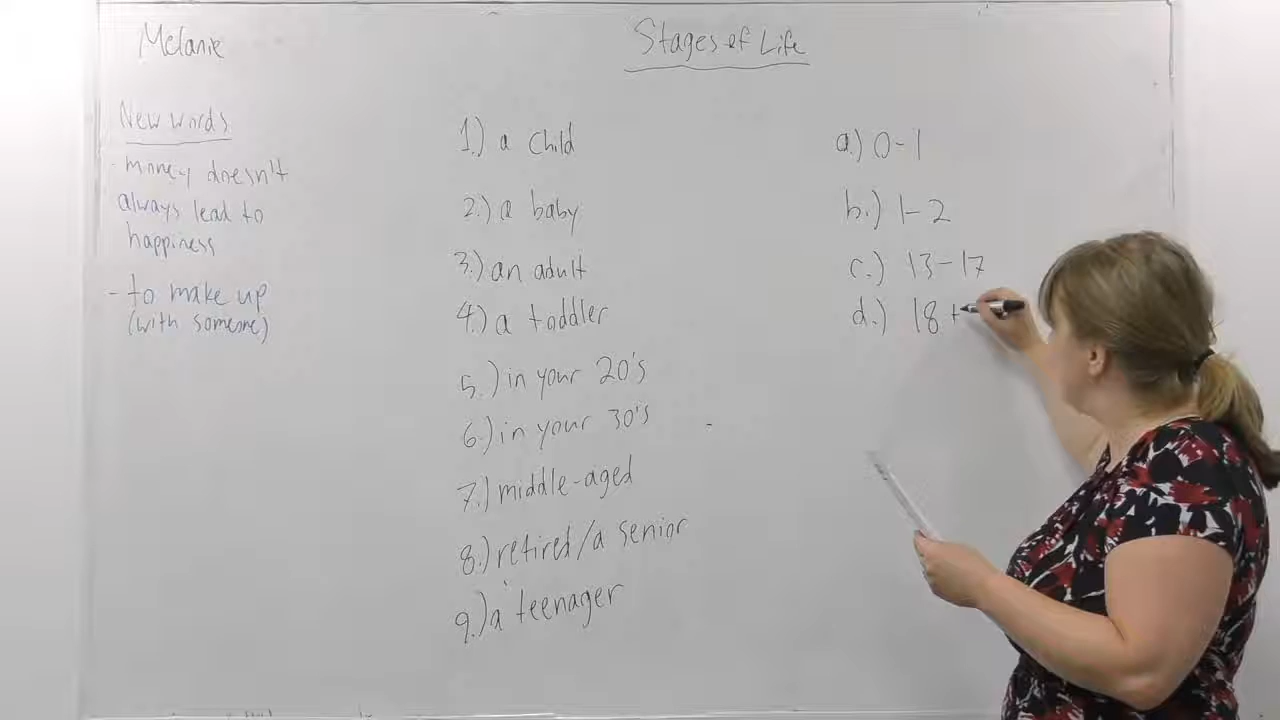 Melanie
Stages of Life
New words
- money doesn't
always lead to
happiness
- to make up
(with someone)
1.) a child
2.) a baby
3.) an adult
4.) a toddler
5.) in your 20's
6.) in your 30's
7.) middle-aged
8.) retired/a senior
9.) a teenager
a.) 0-1
b.) 1-2
c.) 13-17
d.) 18+